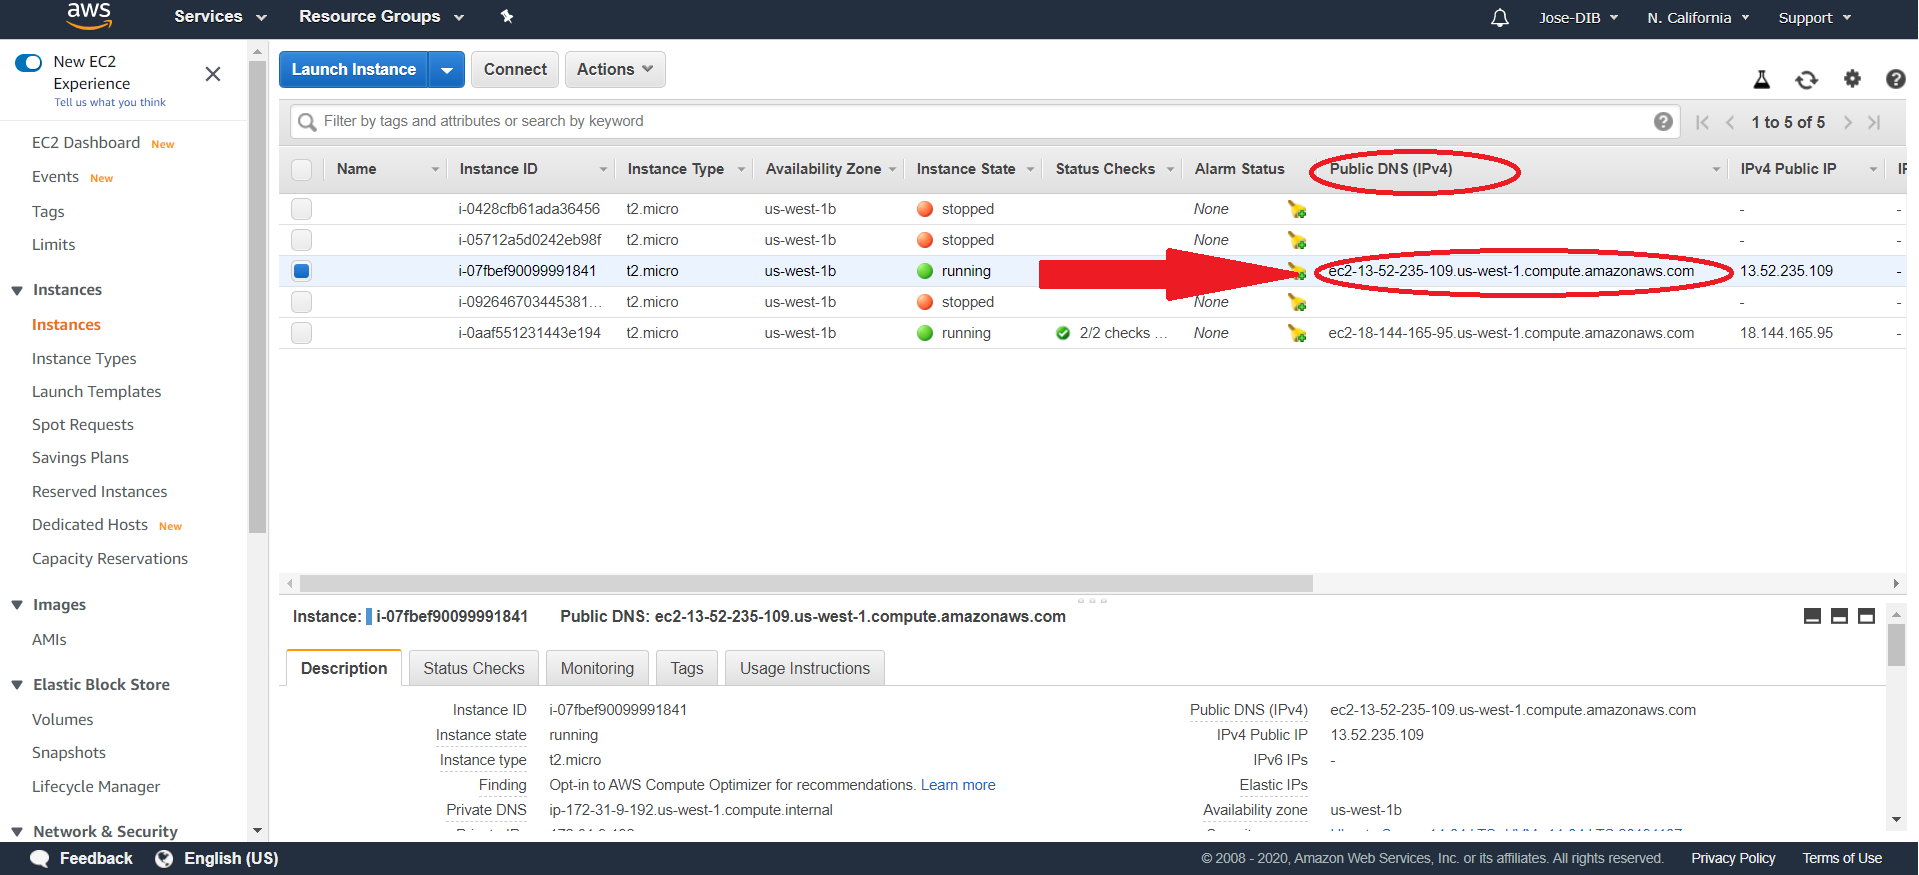 aws Services Resource Groups Jose-DIB N. California Support
New EC2
Experience
Tell us what you think
EC2 Dashboard New
Events New
Tags
Limits
Instances
Instances
Instance Types
Launch Templates
Spot Requests
Savings Plans
Reserved Instances
Dedicated Hosts New
Capacity Reservations
Images
AMIs
Elastic Block Store
Volumes
Snapshots
Lifecycle Manager
Network & Security
Launch Instance Connect Actions
Filter by tags and attributes or search by keyword 1 to 5 of 5
Name Instance ID Instance Type Availability Zone Instance State Status Checks Alarm Status Public DNS (IPv4) IPv4 Public IP
i-0428cfb61ada36456 t2.micro us-west-1b stopped None - -
i-05712a5d0242eb98f t2.micro us-west-1b stopped None - -
i-07fbef90099991841 t2.micro us-west-1b running ec2-13-52-235-109.us-west-1.compute.amazonaws.com 13.52.235.109 -
i-092646703445381... t2.micro us-west-1b stopped None - -
i-0aaf551231443e194 t2.micro us-west-1b running 2/2 checks ... None ec2-18-144-165-95.us-west-1.compute.amazonaws.com 18.144.165.95 -
Instance: i-07fbef90099991841 Public DNS: ec2-13-52-235-109.us-west-1.compute.amazonaws.com
Description Status Checks Monitoring Tags Usage Instructions
Instance ID i-07fbef90099991841 Public DNS (IPv4) ec2-13-52-235-109.us-west-1.compute.amazonaws.com
Instance state running IPv4 Public IP 13.52.235.109
Instance type t2.micro IPv6 IPs -
Finding Opt-in to AWS Compute Optimizer for recommendations. Learn more Elastic IPs
Private DNS ip-172-31-9-192.us-west-1.compute.internal Availability zone us-west-1b
Feedback English (US) © 2008 - 2020, Amazon Web Services, Inc. or its affiliates. All rights reserved. Privacy Policy Terms of Use